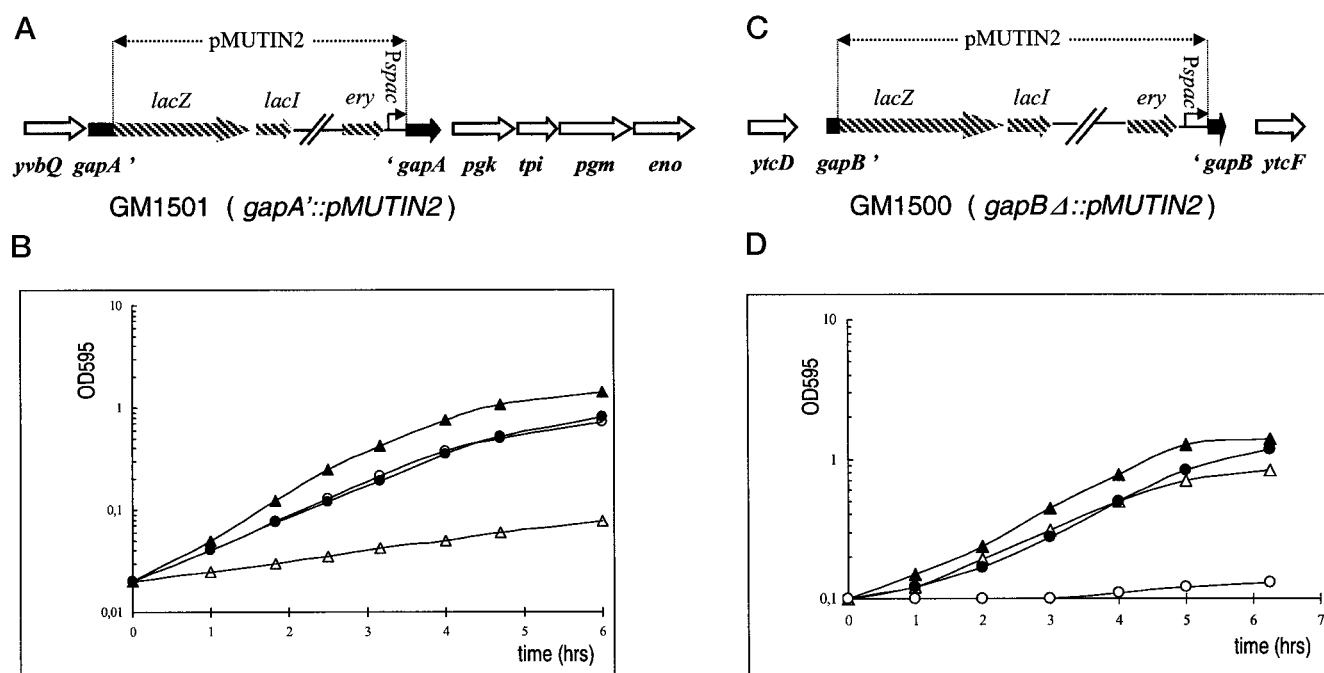 A
pMUTIN2
Pspac
lacZ
lacI
ery
yvbQ gapA ' ‘ gapA pgk tpi pgm eno
GM1501 ( gapA'::pMUTIN2 )
B
10
1
0,1
0,01
OD595
0 1 2 3 4 5 6
time (hrs)
C
pMUTIN2
Pspac
lacZ
lacI
ery
ytcD gapB ' ‘ gapB ytcF
GM1500 ( gapBΔ::pMUTIN2 )
D
10
1
0,1
OD595
0 1 2 3 4 5 6 7
time (hrs)